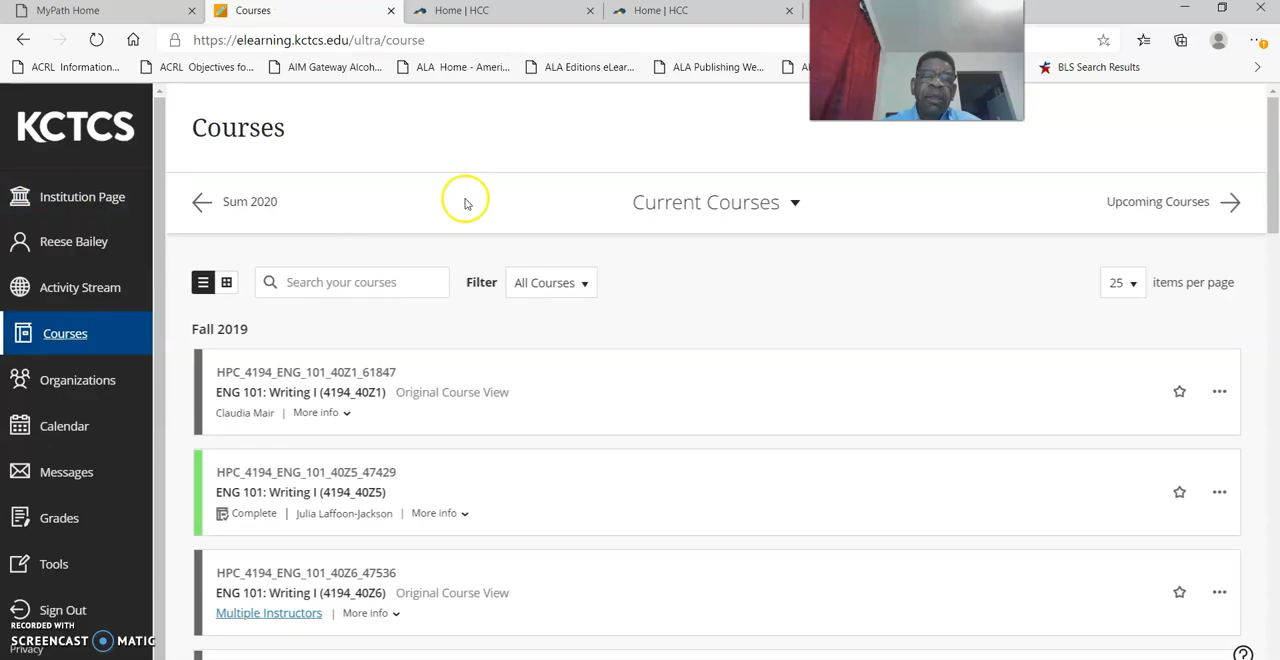 MyPath Home
Courses
Home | HCC
Home | HCC
https://elearning.kctcs.edu/ultra/course
ACRL Information...
ACRL Objectives fo...
AIM Gateway Alcoh...
ALA Home - Ameri...
ALA Editions eLear...
ALA Publishing We...
BLS Search Results
KCTCS
Institution Page
Reese Bailey
Activity Stream
Courses
Organizations
Calendar
Messages
Grades
Tools
Sign Out
RECORDED WITH
SCREENCAST MATIC
Privacy
Courses
Sum 2020
Current Courses
Upcoming Courses
Search your courses
Filter
All Courses
25
items per page
Fall 2019
HPC_4194_ENG_101_40Z1_61847
ENG 101: Writing I (4194_40Z1) Original Course View
Claudia Mair | More info
HPC_4194_ENG_101_40Z5_47429
ENG 101: Writing I (4194_40Z5)
Complete | Julia Laffoon-Jackson | More info
HPC_4194_ENG_101_40Z6_47536
ENG 101: Writing I (4194_40Z6) Original Course View
Multiple Instructors | More info